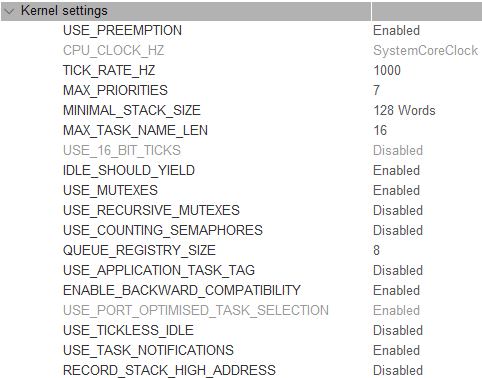 Kernel settings
USE_PREEMPTION Enabled
CPU_CLOCK_HZ SystemCoreClock
TICK_RATE_HZ 1000
MAX_PRIORITIES 7
MINIMAL_STACK_SIZE 128 Words
MAX_TASK_NAME_LEN 16
USE_16_BIT_TICKS Disabled
IDLE_SHOULD_YIELD Enabled
USE_MUTEXES Enabled
USE_RECURSIVE_MUTEXES Disabled
USE_COUNTING_SEMAPHORES Disabled
QUEUE_REGISTRY_SIZE 8
USE_APPLICATION_TASK_TAG Disabled
ENABLE_BACKWARD_COMPATIBILITY Enabled
USE_PORT_OPTIMISED_TASK_SELECTION Enabled
USE_TICKLESS_IDLE Disabled
USE_TASK_NOTIFICATIONS Enabled
RECORD_STACK_HIGH_ADDRESS Disabled